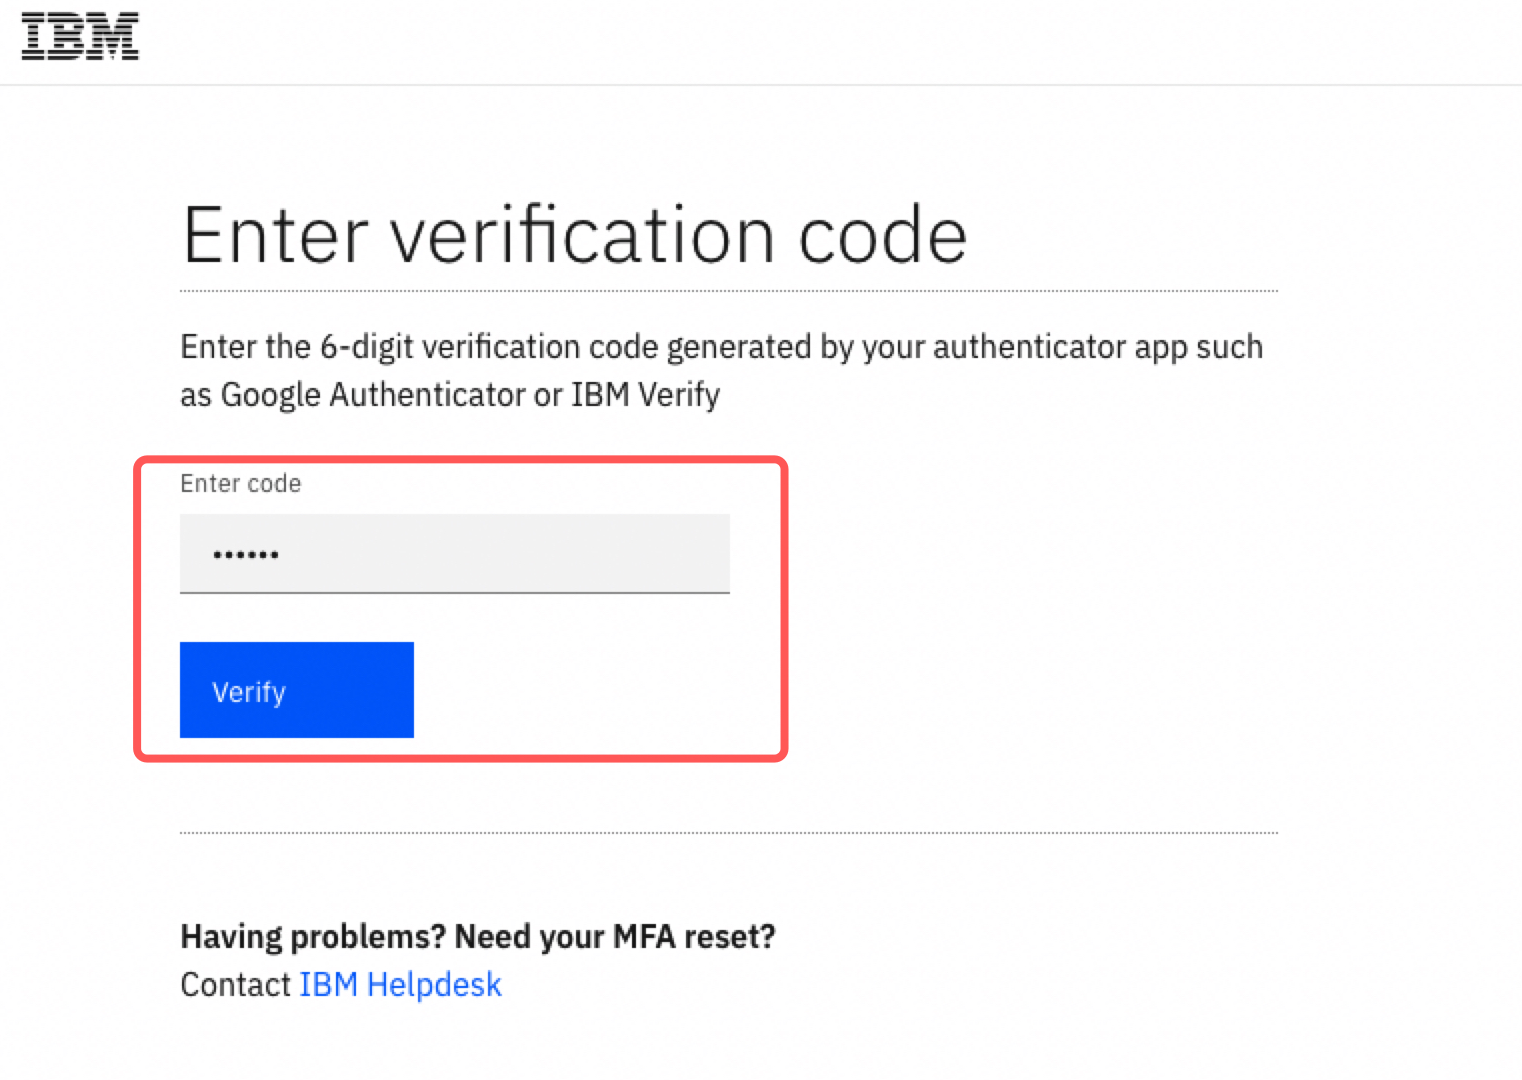 IBM
Enter verification code
Enter the 6-digit verification code generated by your authenticator app such
as Google Authenticator or IBM Verify
Enter code
••••••
Verify
Having problems? Need your MFA reset?
Contact IBM Helpdesk